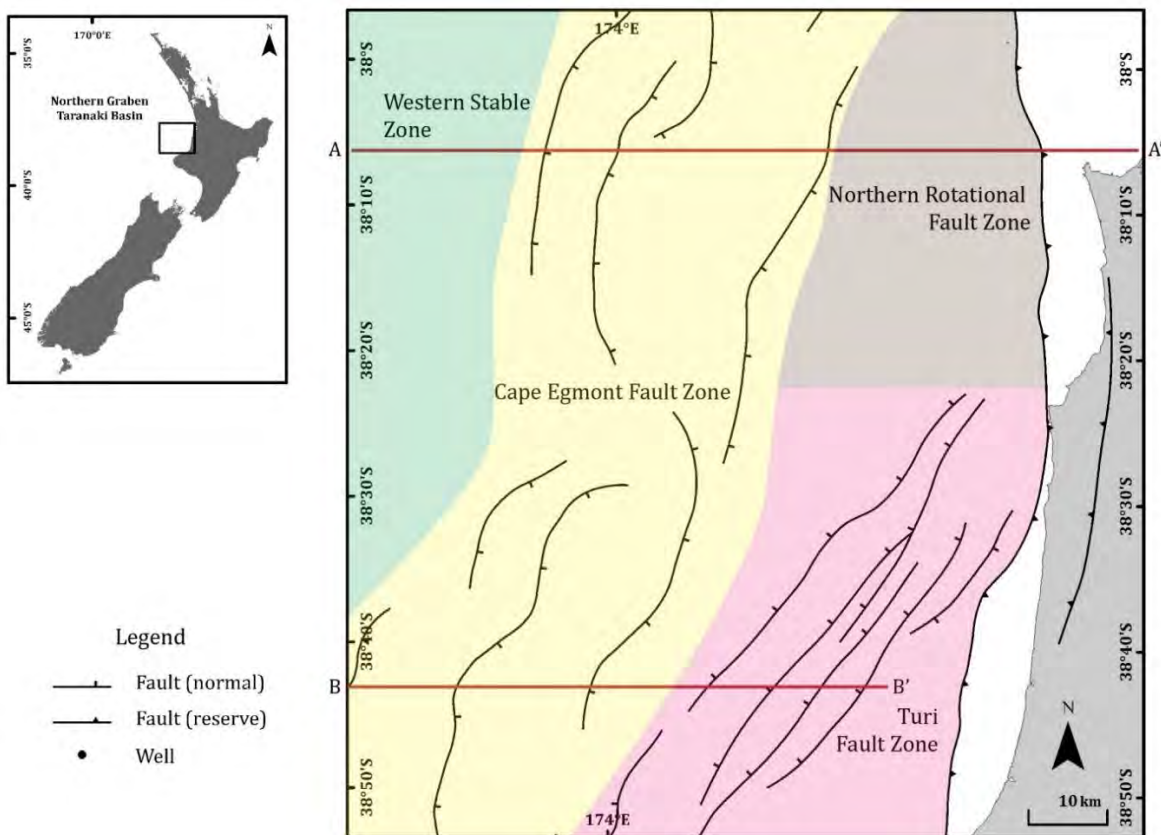 170°0'E
N
35°0'S
Northern Graben
Taranaki Basin
40°0'S
45°0'S
Legend
Fault (normal)
Fault (reserve)
Well
174°E
38°S
38°S
Western Stable
Zone
A
A'
Northern Rotational
Fault Zone
38°10'S
38°10'S
38°20'S
38°20'S
Cape Egmont Fault Zone
38°30'S
38°30'S
38°40'S
38°40'S
B
B'
Turi
Fault Zone
N
38°50'S
38°50'S
10 km
174°E